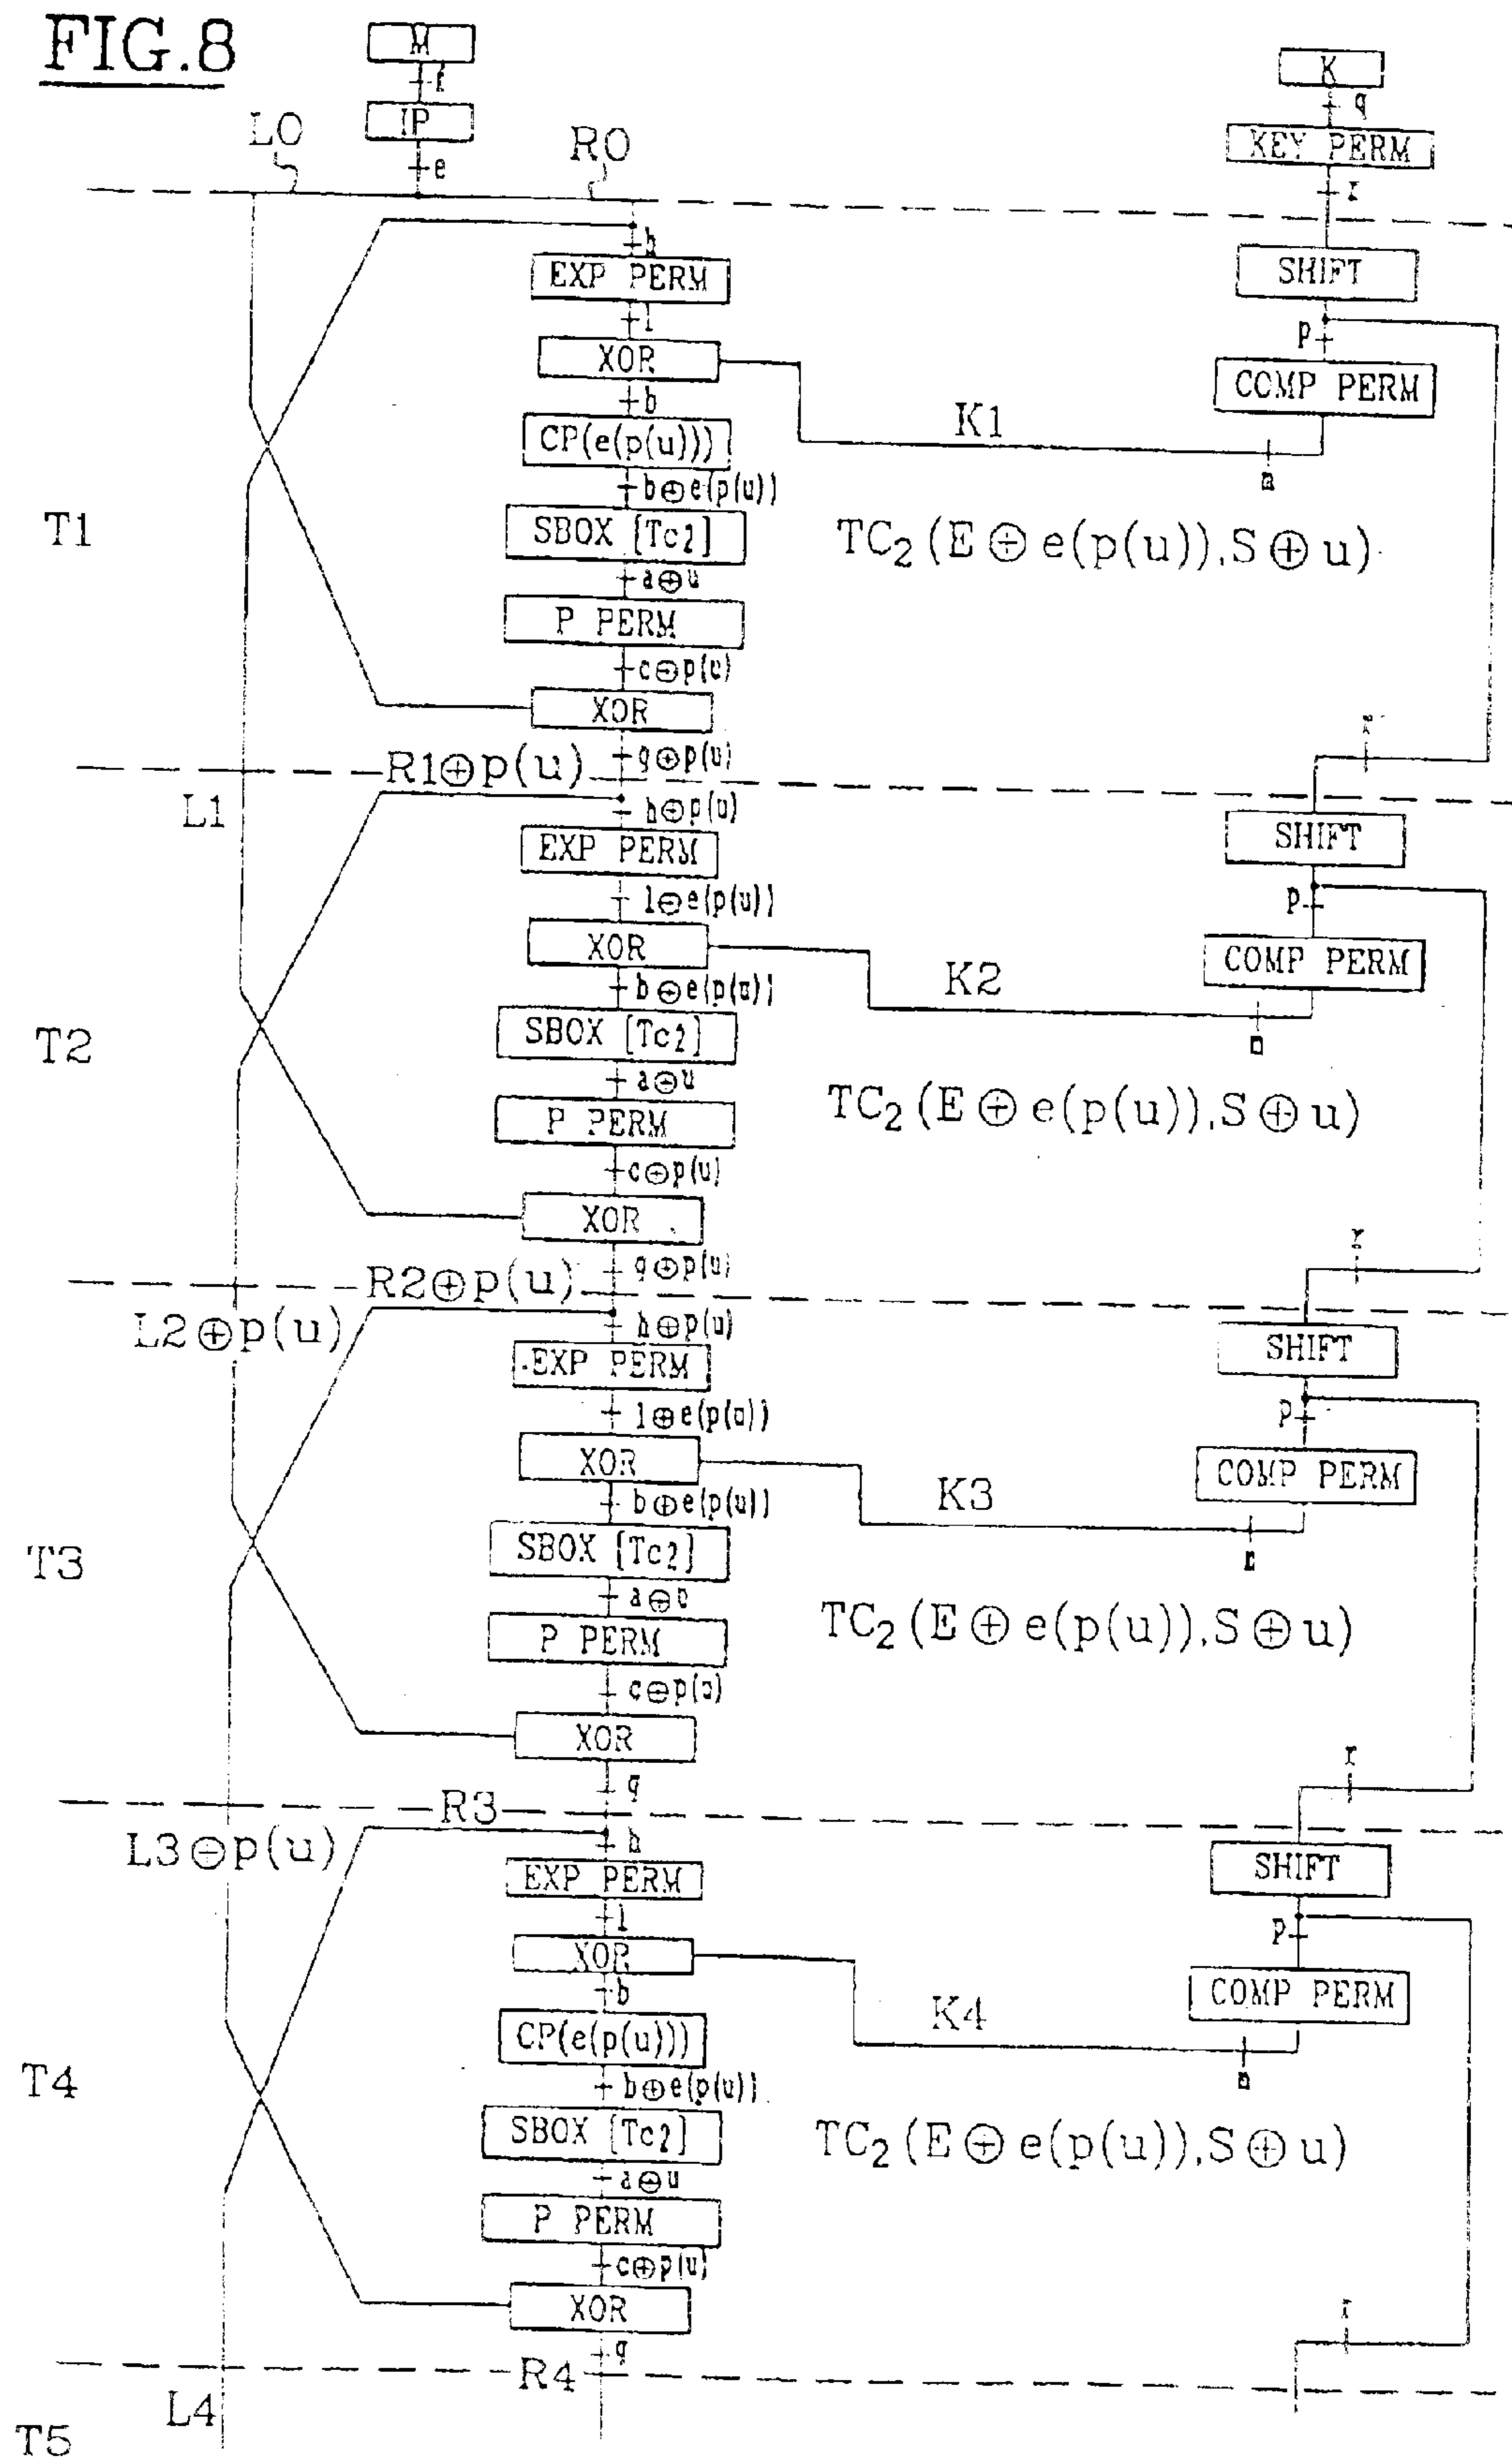 FIG.8
M
f
K
IP
q
L0
R0
KEY PERM
e
r
h
EXP PERM
SHIFT
l
p
XOR
COMP PERM
b
K1
CP(e(p(u)))
b⊕e(p(u))
T1
SBOX [Tc2]
TC2(E⊕e(p(u)),S⊕u)
a⊕u
P PERM
c⊕p(u)
XOR
r
g⊕p(u)
R1⊕p(u)
L1
h⊕p(u)
SHIFT
EXP PERM
l⊕e(p(u))
p
XOR
COMP PERM
K2
b⊕e(p(u))
T2
SBOX [Tc2]
a⊕u
TC2(E⊕e(p(u)),S⊕u)
P PERM
c⊕p(u)
XOR
r
g⊕p(u)
R2⊕p(u)
L2⊕p(u)
h⊕p(u)
SHIFT
EXP PERM
l⊕e(p(u))
p
XOR
COMP PERM
K3
b⊕e(p(u))
T3
SBOX [Tc2]
a⊕u
TC2(E⊕e(p(u)),S⊕u)
P PERM
c⊕p(u)
XOR
r
g
R3
L3⊕p(u)
h
SHIFT
EXP PERM
l
p
XOR
COMP PERM
b
K4
CP(e(p(u)))
T4
b⊕e(p(u))
SBOX [Tc2]
TC2(E⊕e(p(u)),S⊕u)
a⊕u
P PERM
c⊕p(u)
XOR
r
g
R4
L4
T5